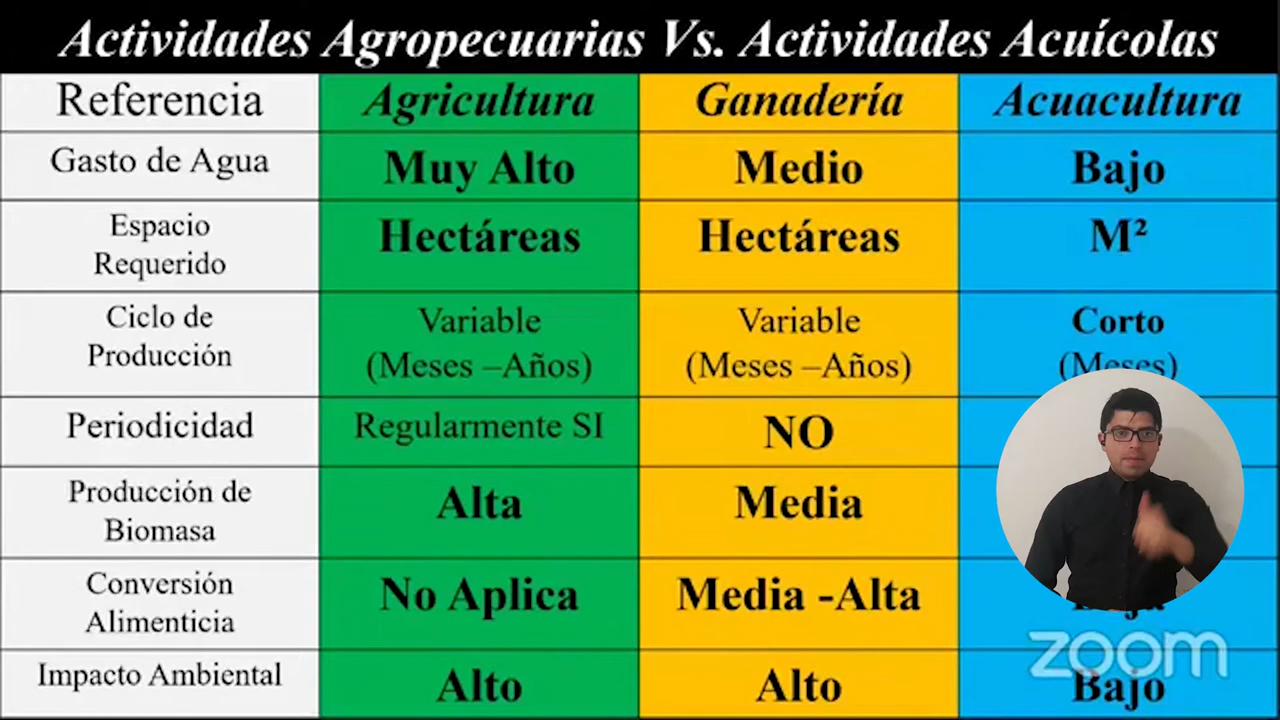 Actividades Agropecuarias Vs. Actividades Acuícolas
Referencia Agricultura Ganadería Acuacultura
Gasto de Agua Muy Alto Medio Bajo
Espacio Requerido Hectáreas Hectáreas M²
Ciclo de Producción Variable (Meses –Años) Variable (Meses –Años) Corto (Meses)
Periodicidad Regularmente SI NO
Producción de Biomasa Alta Media
Conversión Alimenticia No Aplica Media -Alta
Impacto Ambiental Alto Alto Bajo
zoom